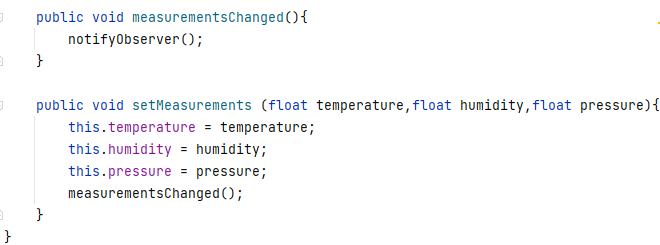 public void measurementsChanged(){
notifyObserver();
}
public void setMeasurements (float temperature,float humidity,float pressure){
this.temperature = temperature;
this.humidity = humidity;
this.pressure = pressure;
measurementsChanged();
}
}